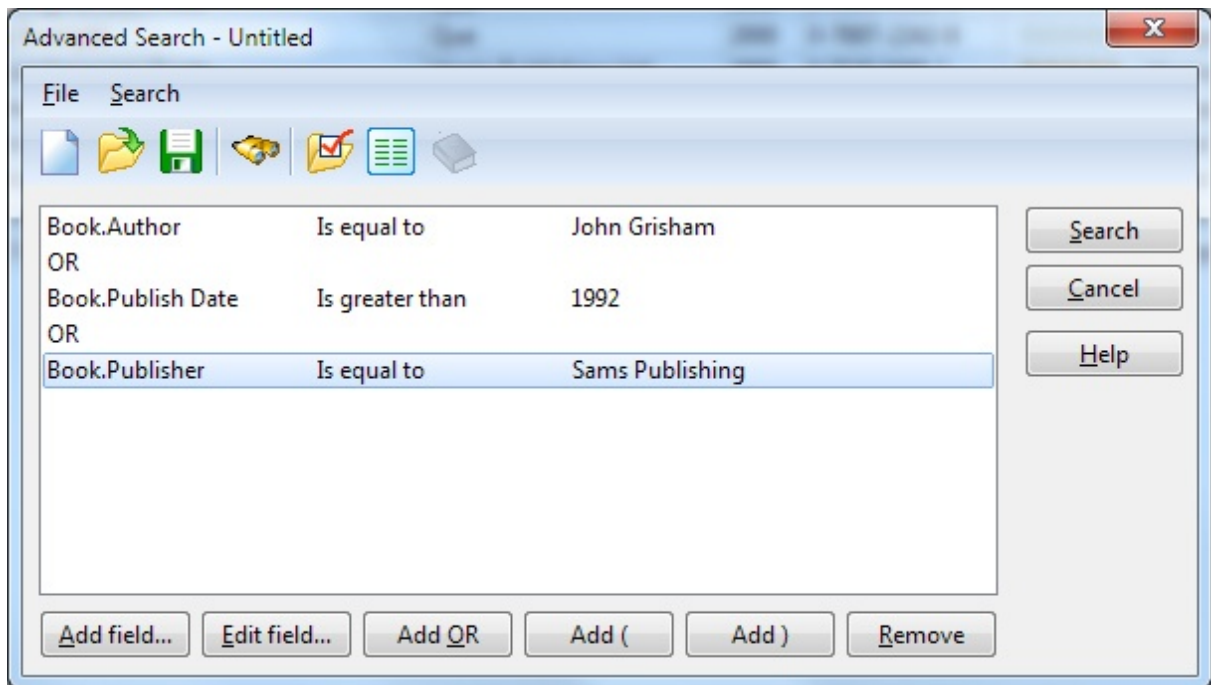 Advanced Search - Untitled
File Search
Book.Author Is equal to John Grisham
OR
Book.Publish Date Is greater than 1992
OR
Book.Publisher Is equal to Sams Publishing
Search
Cancel
Help
Add field... Edit field... Add OR Add ( Add ) Remove